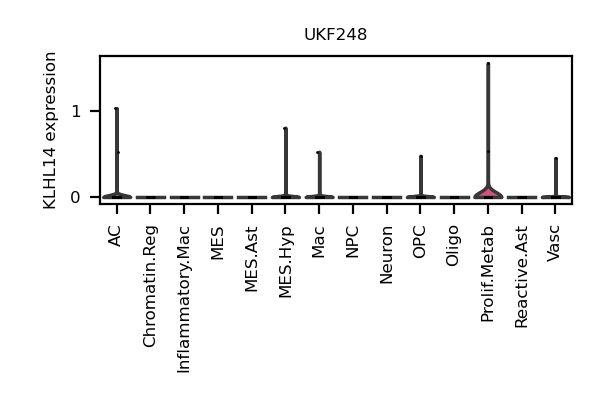 UKF248
KLHL14 expression
1
0
AC
Chromatin.Reg
Inflammatory.Mac
MES
MES.Ast
MES.Hyp
Mac
NPC
Neuron
OPC
Oligo
Prolif.Metab
Reactive.Ast
Vasc